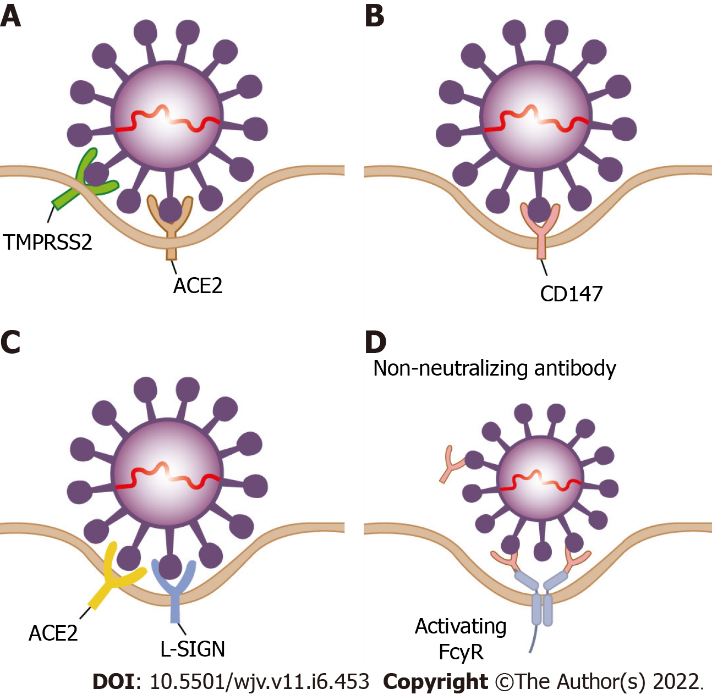 A
TMPRSS2
ACE2
B
CD147
C
ACE2
L-SIGN
D
Non-neutralizing antibody
Activating
FcyR
DOI: 10.5501/wjv.v11.i6.453 Copyright ©The Author(s) 2022.